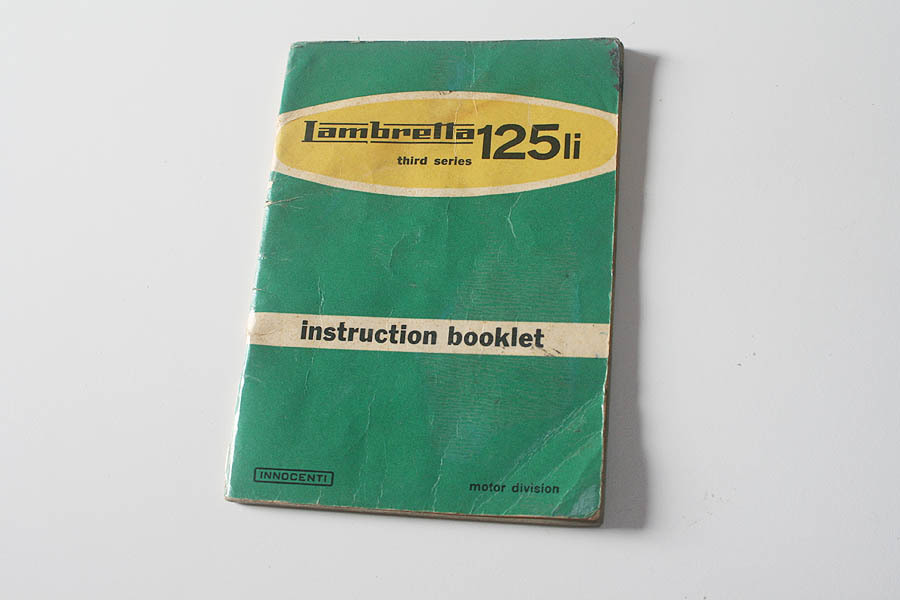 Lambretta 125li
third series
instruction booklet
INNOCENTI
motor division